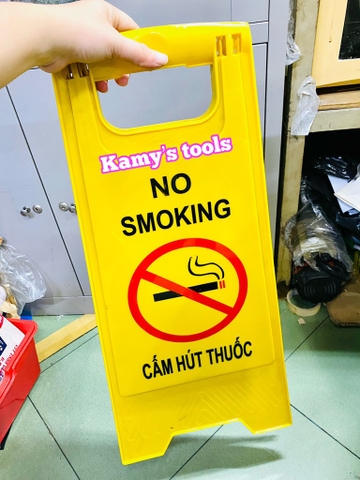 Kamy's tools
NO
SMOKING
CẤM HÚT THUỐC